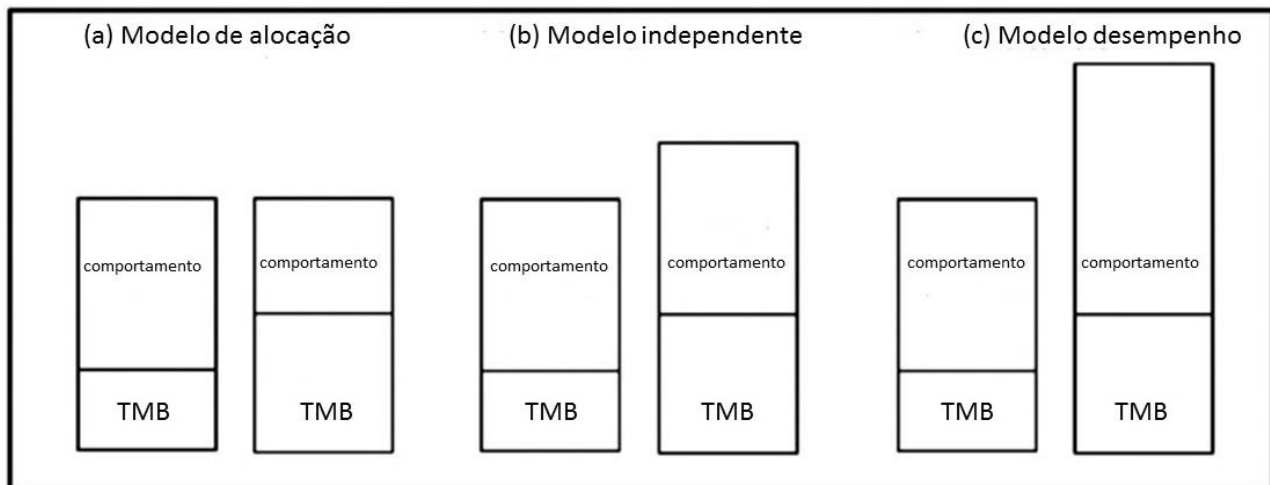 (a) Modelo de alocação
(b) Modelo independente
(c) Modelo desempenho
comportamento
comportamento
comportamento
comportamento
comportamento
comportamento
TMB
TMB
TMB
TMB
TMB
TMB